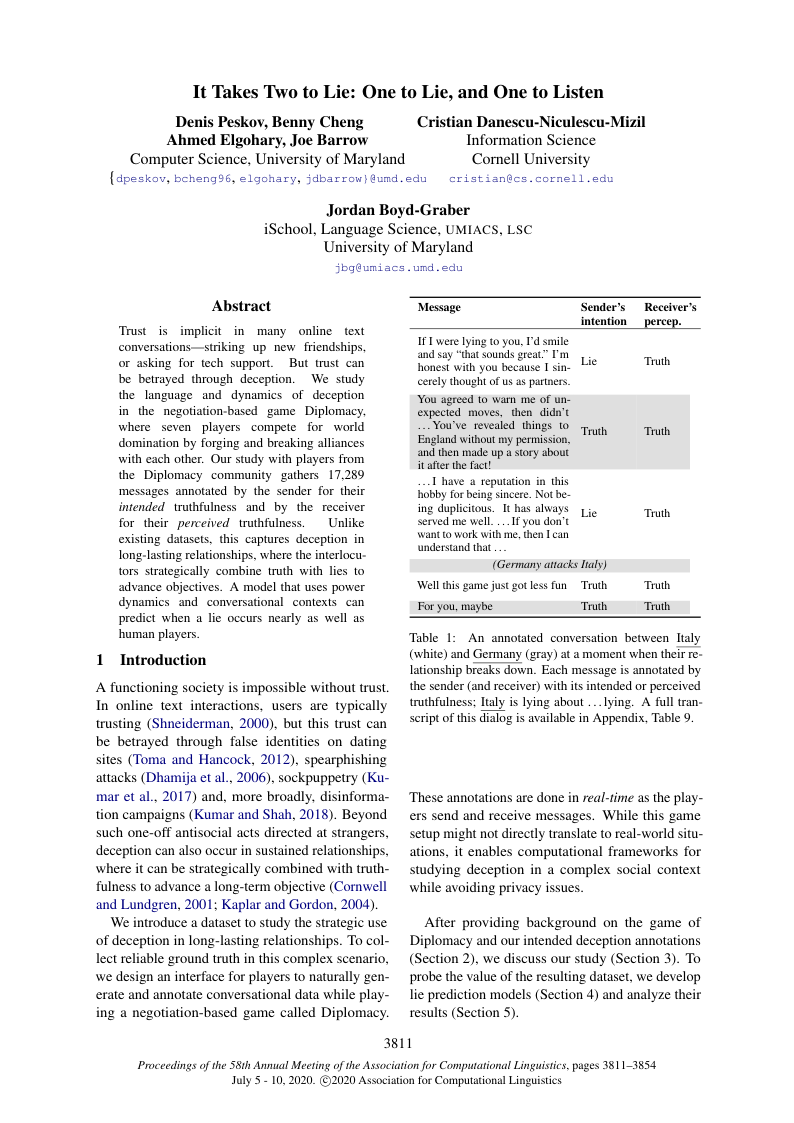 It Takes Two to Lie: One to Lie, and One to Listen
Denis Peskov, Benny Cheng
Ahmed Elgohary, Joe Barrow
Computer Science, University of Maryland
{dpeskov, bcheng96, elgohary, jdbarrow}@umd.edu
Cristian Danescu-Niculescu-Mizil
Information Science
Cornell University
cristian@cs.cornell.edu
Jordan Boyd-Graber
iSchool, Language Science, UMIACS, LSC
University of Maryland
jbg@umiacs.umd.edu
Abstract
Trust is implicit in many online text
conversations—striking up new friendships,
or asking for tech support. But trust can
be betrayed through deception. We study
the language and dynamics of deception
in the negotiation-based game Diplomacy,
where seven players compete for world
domination by forging and breaking alliances
with each other. Our study with players from
the Diplomacy community gathers 17,289
messages annotated by the sender for their
intended truthfulness and by the receiver
for their perceived truthfulness. Unlike
existing datasets, this captures deception in
long-lasting relationships, where the interlocu-
tors strategically combine truth with lies to
advance objectives. A model that uses power
dynamics and conversational contexts can
predict when a lie occurs nearly as well as
human players.
1 Introduction
A functioning society is impossible without trust.
In online text interactions, users are typically
trusting (Shneiderman, 2000), but this trust can
be betrayed through false identities on dating
sites (Toma and Hancock, 2012), spearphishing
attacks (Dhamija et al., 2006), sockpuppetry (Ku-
mar et al., 2017) and, more broadly, disinforma-
tion campaigns (Kumar and Shah, 2018). Beyond
such one-off antisocial acts directed at strangers,
deception can also occur in sustained relationships,
where it can be strategically combined with truth-
fulness to advance a long-term objective (Cornwell
and Lundgren, 2001; Kaplar and Gordon, 2004).
We introduce a dataset to study the strategic use
of deception in long-lasting relationships. To col-
lect reliable ground truth in this complex scenario,
we design an interface for players to naturally gen-
erate and annotate conversational data while play-
ing a negotiation-based game called Diplomacy.
Message Sender's Receiver's
intention percep.
If I were lying to you, I'd smile
and say “that sounds great.” I'm
honest with you because I sin-
cerely thought of us as partners.
Lie Truth
You agreed to warn me of un-
expected moves, then didn't
...You've revealed things to
England without my permission,
and then made up a story about
it after the fact!
Truth Truth
...I have a reputation in this
hobby for being sincere. Not be-
ing duplicitous. It has always
served me well. ...If you don't
want to work with me, then I can
understand that ...
Lie Truth
(Germany attacks Italy)
Well this game just got less fun Truth Truth
For you, maybe Truth Truth
Table 1: An annotated conversation between Italy
(white) and Germany (gray) at a moment when their re-
lationship breaks down. Each message is annotated by
the sender (and receiver) with its intended or perceived
truthfulness; Italy is lying about ...lying. A full tran-
script of this dialog is available in Appendix, Table 9.
These annotations are done in real-time as the play-
ers send and receive messages. While this game
setup might not directly translate to real-world situ-
ations, it enables computational frameworks for
studying deception in a complex social context
while avoiding privacy issues.
After providing background on the game of
Diplomacy and our intended deception annotations
(Section 2), we discuss our study (Section 3). To
probe the value of the resulting dataset, we develop
lie prediction models (Section 4) and analyze their
results (Section 5).
3811
Proceedings of the 58th Annual Meeting of the Association for Computational Linguistics, pages 3811–3854
July 5 - 10, 2020. ©2020 Association for Computational Linguistics